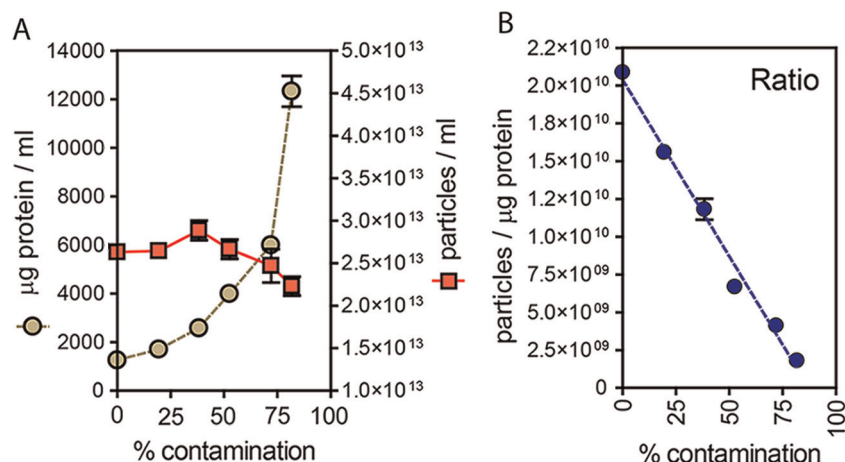 A
14000
12000
10000
8000
6000
4000
2000
0
µg protein / ml
5.0×10¹³
4.5×10¹³
4.0×10¹³
3.5×10¹³
3.0×10¹³
2.5×10¹³
2.0×10¹³
1.5×10¹³
1.0×10¹³
particles / ml
0 25 50 75 100
% contamination
B
Ratio
2.2×10¹⁰
2.0×10¹⁰
1.8×10¹⁰
1.5×10¹⁰
1.2×10¹⁰
1.0×10¹⁰
7.5×10⁰⁹
5.0×10⁰⁹
2.5×10⁰⁹
0
particles / µg protein
0 25 50 75 100
% contamination